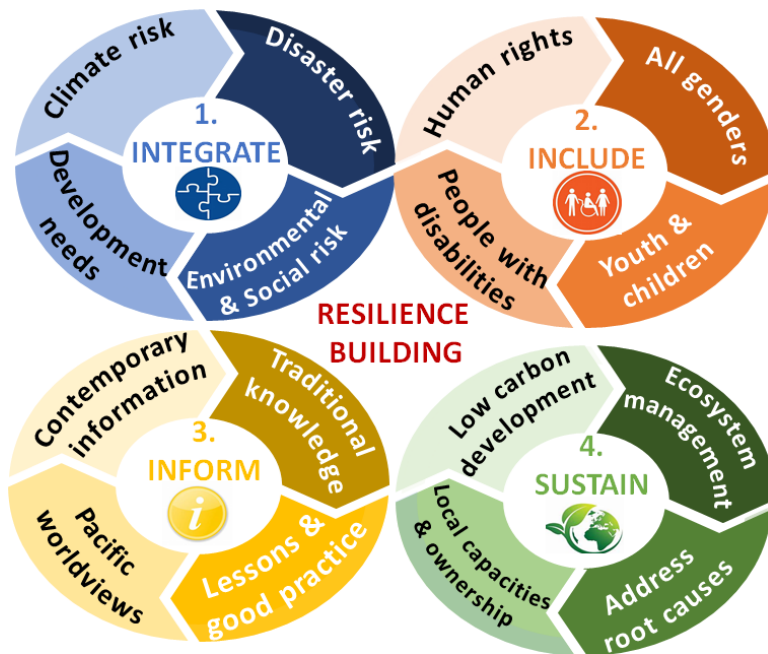 Climate risk
Disaster risk
1.
INTEGRATE
Development
needs
Environmental
& Social risk
Human rights
All genders
2.
INCLUDE
People with
disabilities
Youth &
children
RESILIENCE
BUILDING
Contemporary
information
Traditional
knowledge
3.
INFORM
i
Pacific
worldviews
Lessons &
good practice
Low carbon
development
Ecosystem
management
4.
SUSTAIN
Local capacities
& ownership
Address
root causes